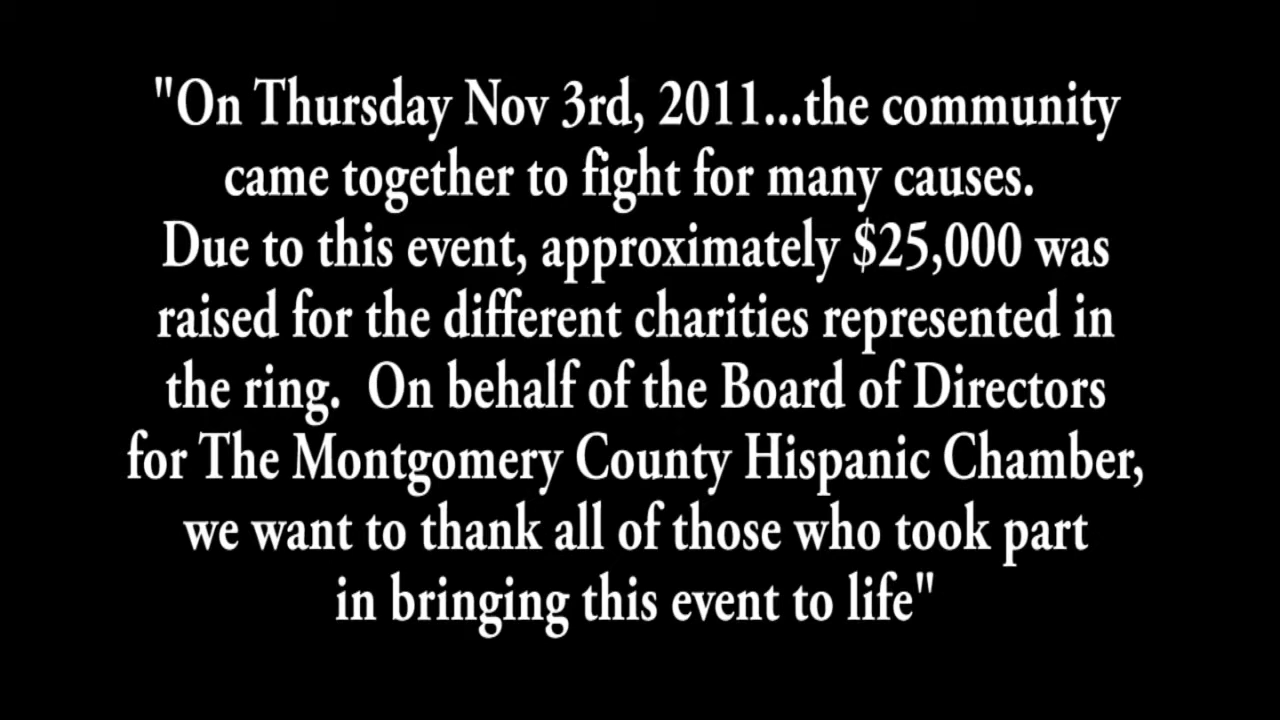 "On Thursday Nov 3rd, 2011...the community
came together to fight for many causes.
Due to this event, approximately $25,000 was
raised for the different charities represented in
the ring.  On behalf of the Board of Directors
for The Montgomery County Hispanic Chamber,
we want to thank all of those who took part
in bringing this event to life"